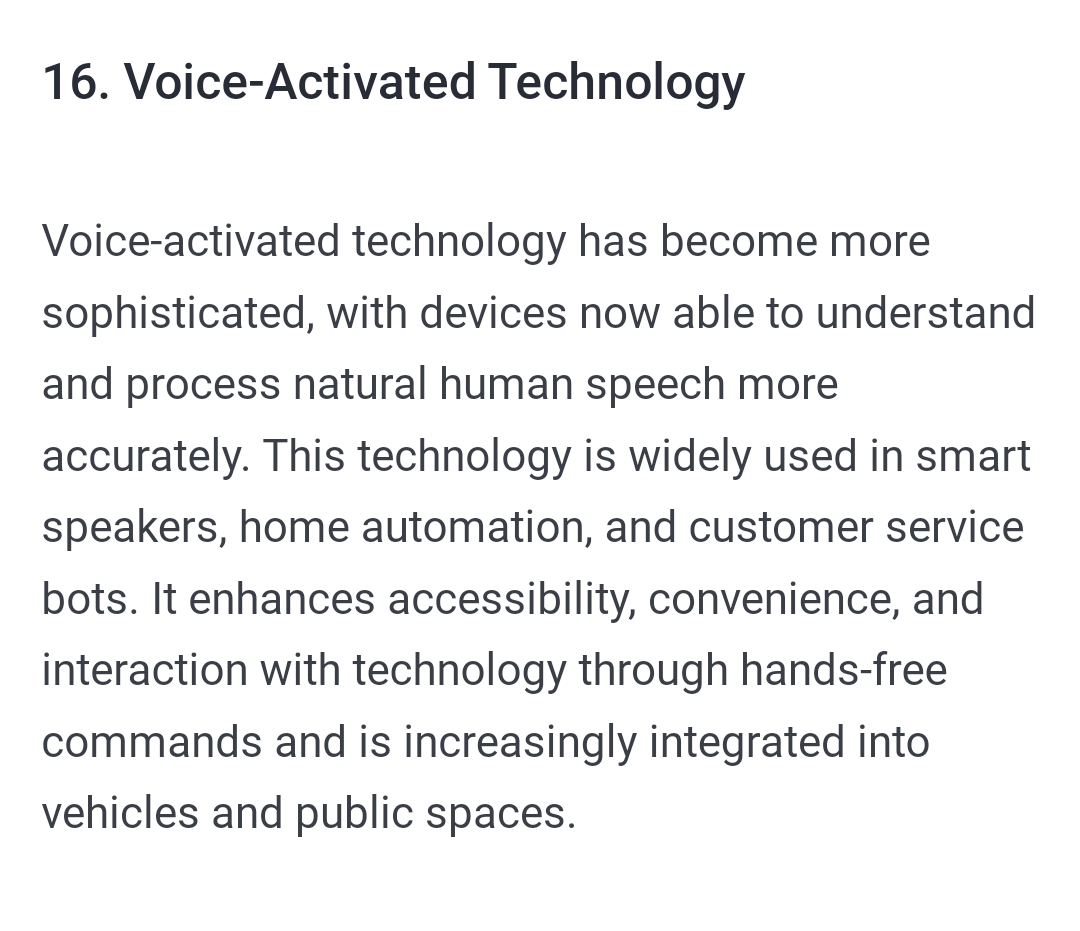 16. Voice-Activated Technology
Voice-activated technology has become more
sophisticated, with devices now able to understand
and process natural human speech more
accurately. This technology is widely used in smart
speakers, home automation, and customer service
bots. It enhances accessibility, convenience, and
interaction with technology through hands-free
commands and is increasingly integrated into
vehicles and public spaces.